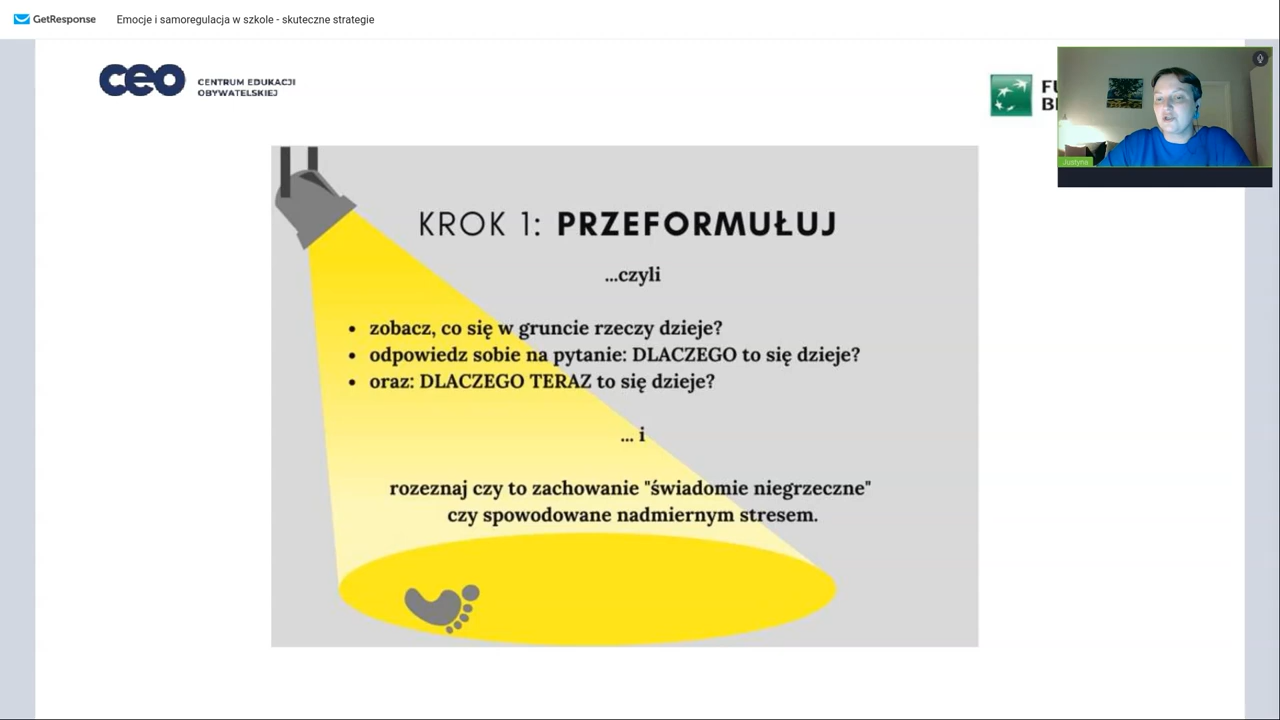 GetResponse
Emocje i samoregulacja w szkole - skuteczne strategie
ceo
CENTRUM EDUKACJI
OBYWATELSKIEJ
Justyna
KROK 1: PRZEFORMUŁUJ
...czyli
• zobacz, co się w gruncie rzeczy dzieje?
• odpowiedz sobie na pytanie: DLACZEGO to się dzieje?
• oraz: DLACZEGO TERAZ to się dzieje?
... i
rozeznaj czy to zachowanie "świadomie niegrzeczne"
czy spowodowane nadmiernym stresem.